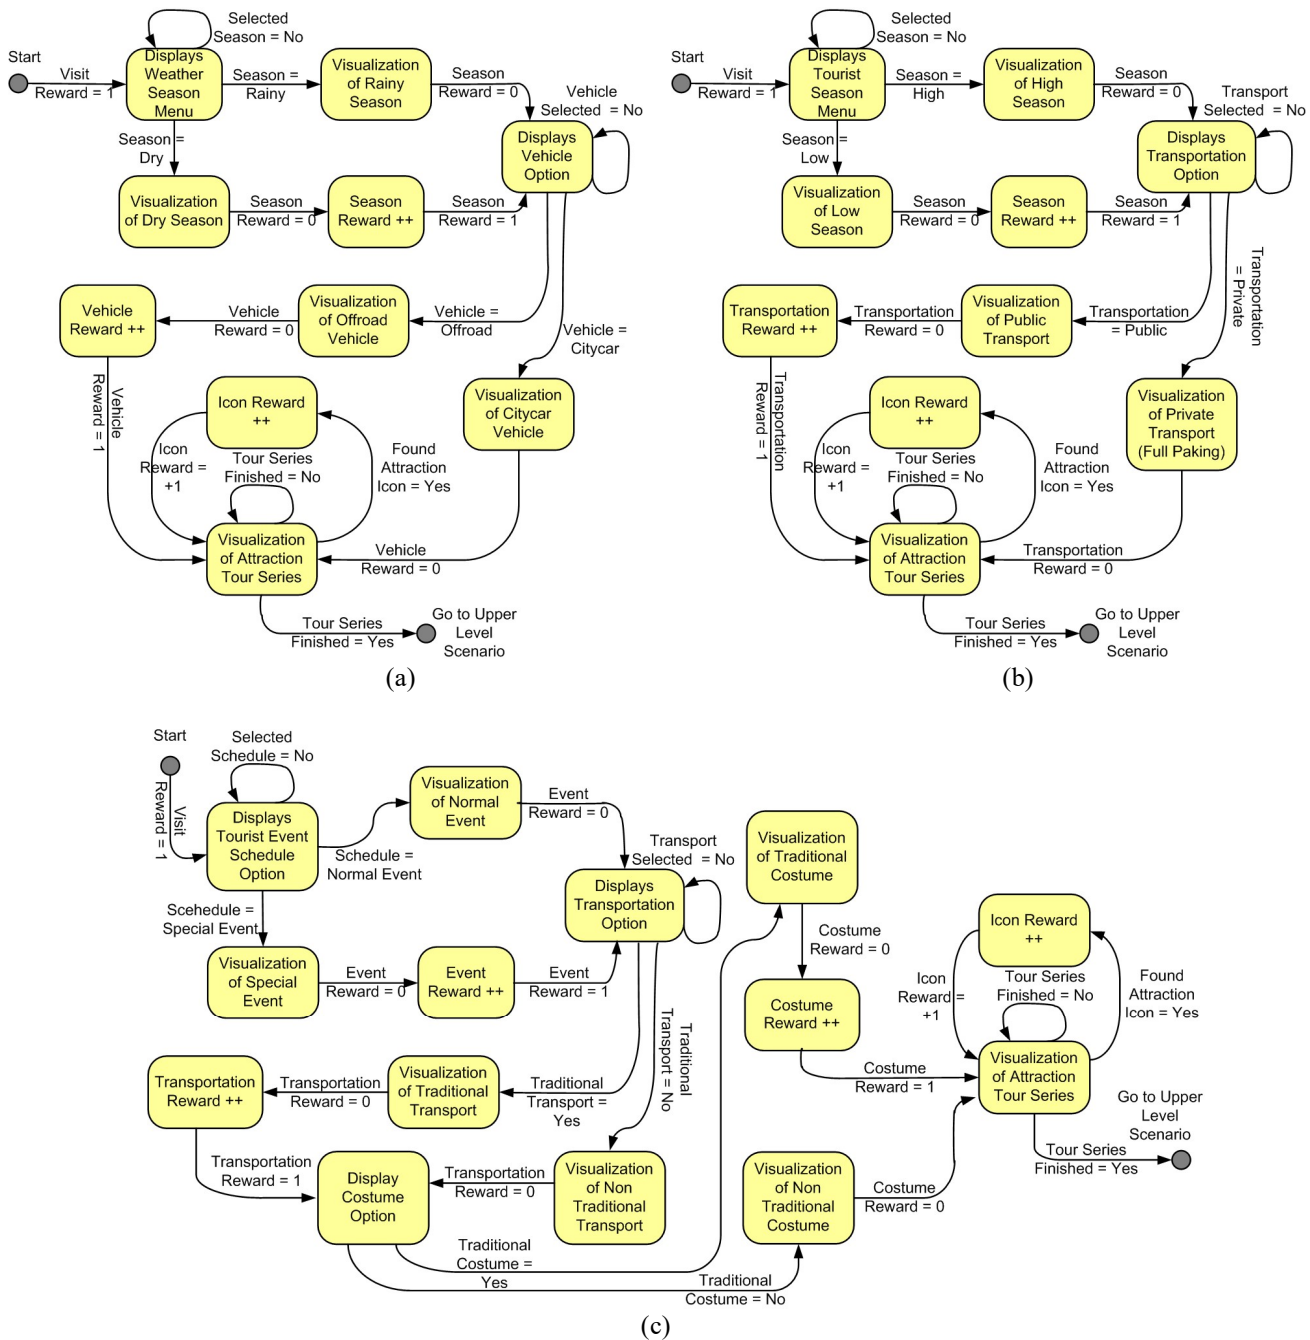 Start
Visit
Reward = 1
Selected
Season = No
Displays
Weather
Season
Menu
Season =
Rainy
Visualization
of Rainy
Season
Season
Reward = 0
Vehicle
Selected = No
Displays
Vehicle
Option
Season =
Dry
Visualization
of Dry Season
Season
Reward = 0
Season
Reward ++
Season
Reward = 1
Vehicle
Reward ++
Vehicle
Reward = 0
Visualization
of Offroad
Vehicle
Vehicle =
Offroad
Vehicle =
Citycar
Vehicle
Reward = 1
Icon Reward
++
Visualization
of Citycar
Vehicle
Icon
Reward =
+1
Tour Series
Finished = No
Found
Attraction
Icon = Yes
Visualization
of Attraction
Tour Series
Vehicle
Reward = 0
Tour Series
Finished = Yes
Go to Upper
Level
Scenario
(a)
Start
Visit
Reward = 1
Selected
Season = No
Displays
Tourist
Season
Menu
Season =
High
Visualization
of High
Season
Season
Reward = 0
Transport
Selected = No
Displays
Transportation
Option
Season =
Low
Visualization
of Low
Season
Season
Reward = 0
Season
Reward ++
Season
Reward = 1
Transportation
= Private
Transportation
Reward ++
Transportation
Reward = 0
Visualization
of Public
Transport
Transportation
= Public
Transportation
Reward = 1
Icon Reward
++
Visualization
of Private
Transport
(Full Paking)
Icon
Reward =
+1
Tour Series
Finished = No
Found
Attraction
Icon = Yes
Visualization
of Attraction
Tour Series
Transportation
Reward = 0
Tour Series
Finished = Yes
Go to Upper
Level
Scenario
(b)
Start
Visit
Reward = 1
Selected
Schedule = No
Displays
Tourist Event
Schedule
Option
Schedule =
Normal Event
Visualization
of Normal
Event
Event
Reward = 0
Transport
Selected = No
Displays
Transportation
Option
Scehedule =
Special Event
Visualization
of Special
Event
Event
Reward = 0
Event
Reward ++
Event
Reward = 1
Traditional
Transport = No
Transportation
Reward ++
Transportation
Reward = 0
Visualization
of Traditional
Transport
Traditional
Transport =
Yes
Transportation
Reward = 1
Display
Costume
Option
Transportation
Reward = 0
Visualization
of Non
Traditional
Transport
Traditional
Costume =
Yes
Traditional
Costume = No
Visualization
of Traditional
Costume
Costume
Reward = 0
Costume
Reward ++
Costume
Reward = 1
Visualization
of Non
Traditional
Costume
Costume
Reward = 0
Icon Reward
++
Icon
Reward =
+1
Tour Series
Finished = No
Found
Attraction
Icon = Yes
Visualization
of Attraction
Tour Series
Tour Series
Finished = Yes
Go to Upper
Level
Scenario
(c)